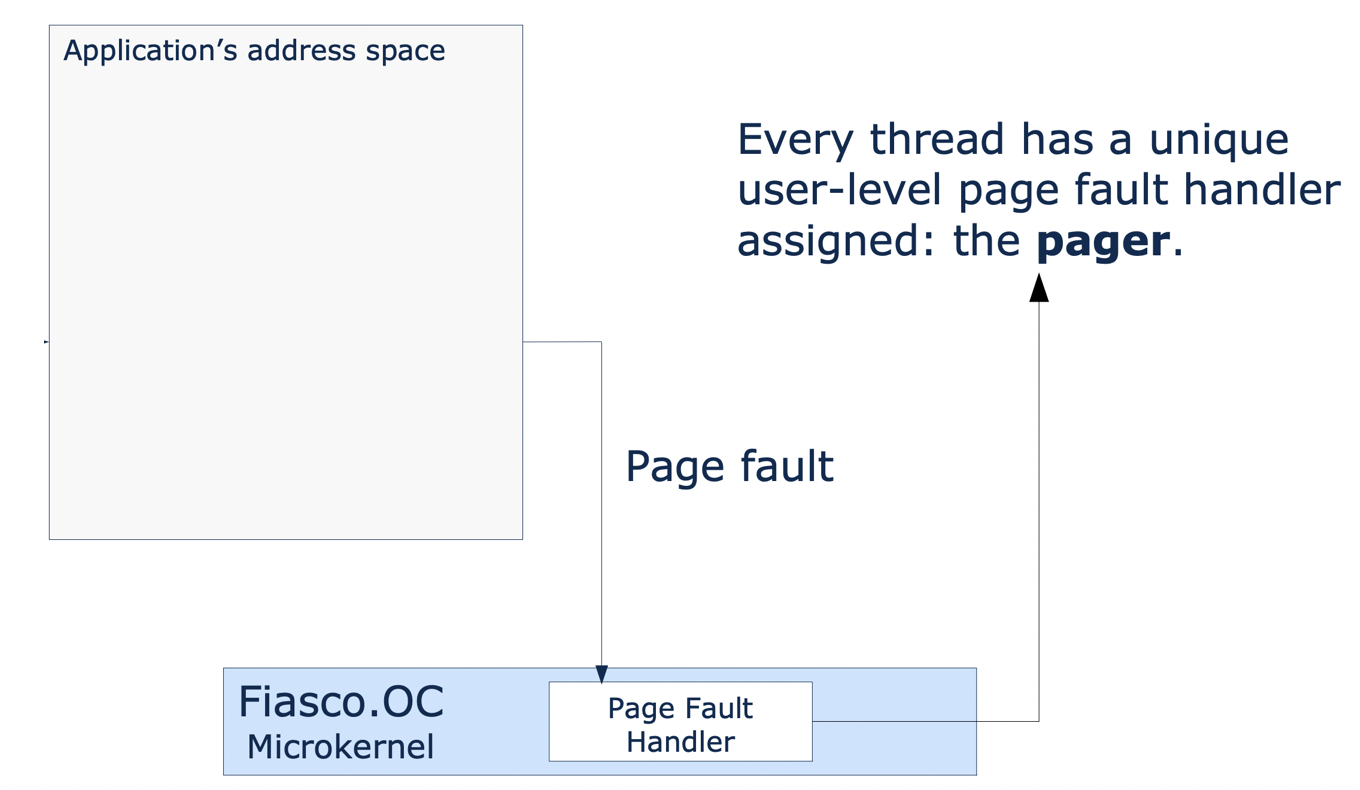 Application’s address space
Every thread has a unique
user-level page fault handler
assigned: the pager.
Page fault
Fiasco.OC
Microkernel
Page Fault
Handler